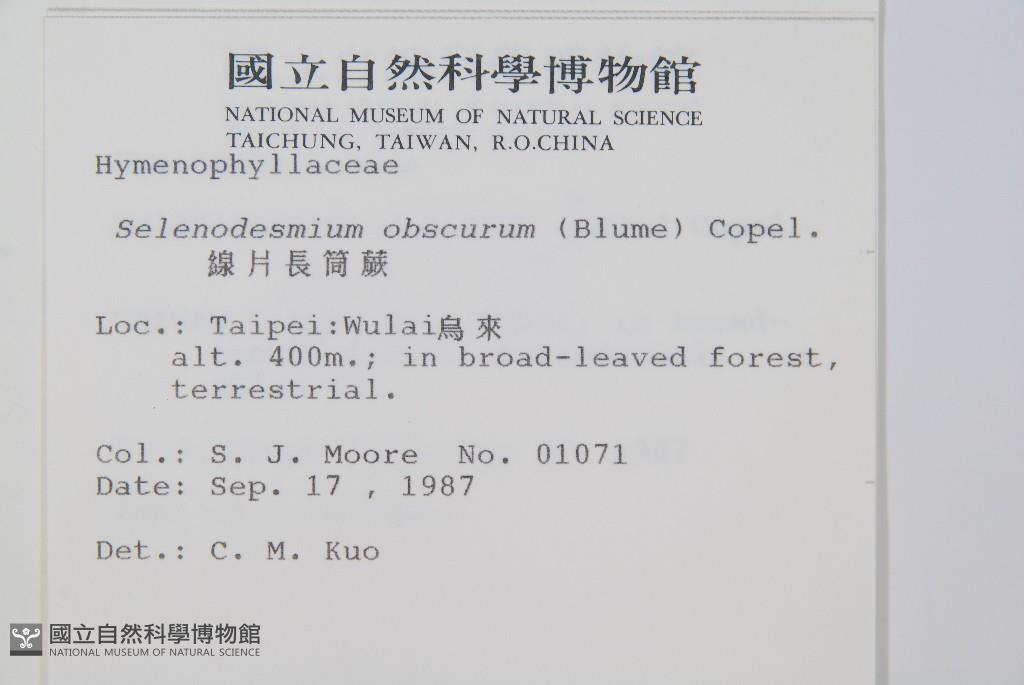 國立自然科學博物館
NATIONAL MUSEUM OF NATURAL SCIENCE
TAICHUNG, TAIWAN, R.O.CHINA
Hymenophyllaceae
Selenodesmium obscurum (Blume) Copel.
線片長筒蕨
Loc.: Taipei:Wulai烏來
alt. 400m.; in broad-leaved forest,
terrestrial.
Col.: S. J. Moore No. 01071
Date: Sep. 17 , 1987
Det.: C. M. Kuo
國立自然科學博物館
NATIONAL MUSEUM OF NATURAL SCIENCE